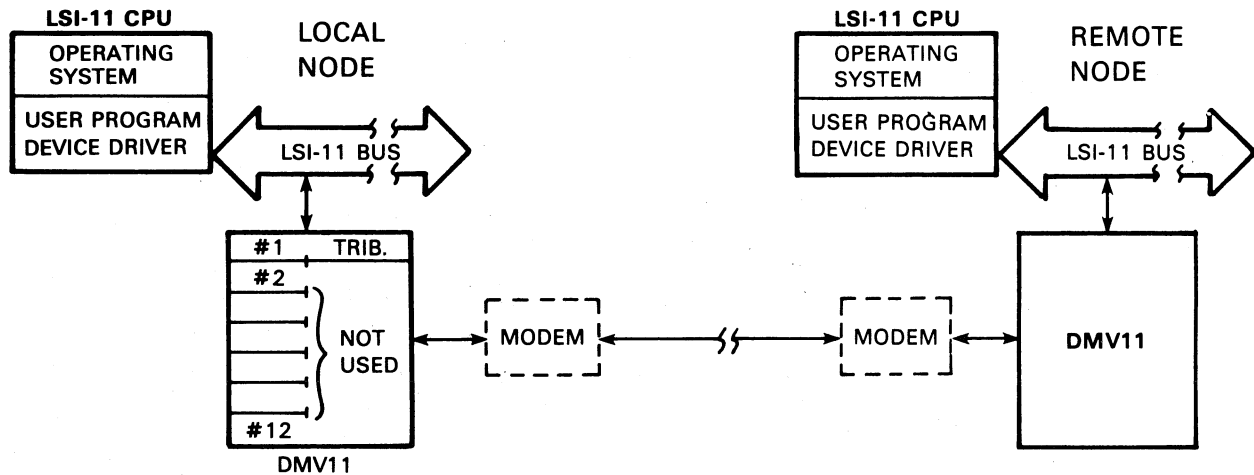 LSI-11 CPU
OPERATING
SYSTEM
USER PROGRAM
DEVICE DRIVER
LOCAL
NODE
LSI-11 BUS
#1 TRIB.
#2
NOT
USED
#12
DMV11
MODEM
MODEM
LSI-11 CPU
OPERATING
SYSTEM
USER PROGRAM
DEVICE DRIVER
REMOTE
NODE
LSI-11 BUS
DMV11